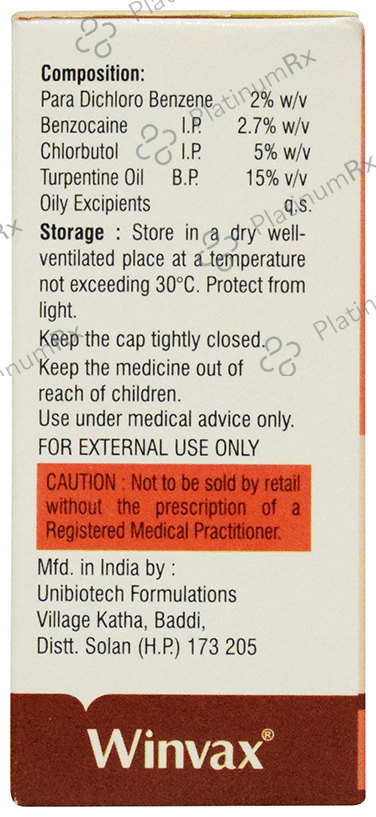 Composition:
Para Dichloro Benzene 2% w/v
Benzocaine I.P. 2.7% w/v
Chlorbutol I.P. 5% w/v
Turpentine Oil B.P. 15% v/v
Oily Excipients q.s.
Storage : Store in a dry well-
ventilated place at a temperature
not exceeding 30°C. Protect from
light.
Keep the cap tightly closed.
Keep the medicine out of
reach of children.
Use under medical advice only.
FOR EXTERNAL USE ONLY
CAUTION : Not to be sold by retail
without the prescription of a
Registered Medical Practitioner.
Mfd. in India by :
Unibiotech Formulations
Village Katha, Baddi,
Distt. Solan (H.P.) 173 205
Winvax®
PlatinumRx
PlatinumRx
PlatinumRx